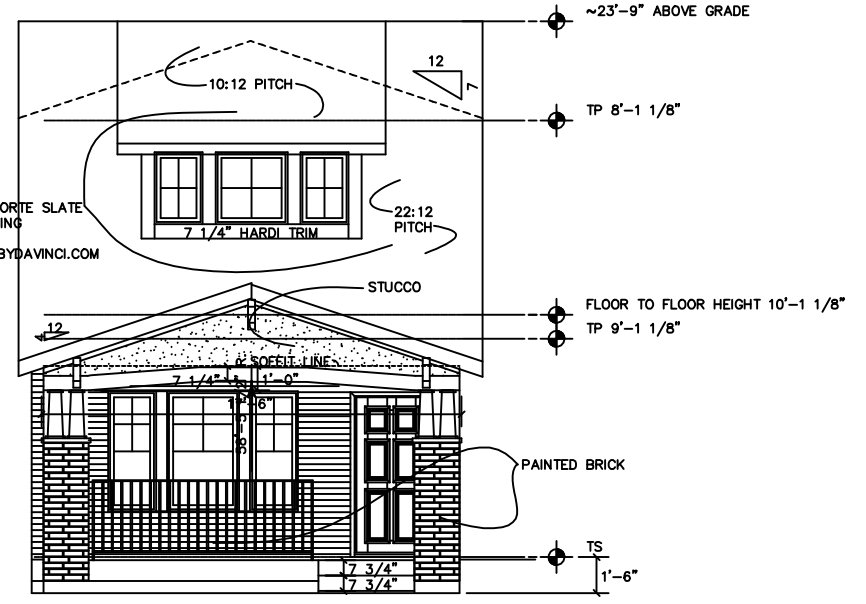 ~23'-9" ABOVE GRADE
12
7
10:12 PITCH
TP 8'-1 1/8"
ORTE SLATE
ING
BYDAVINCI.COM
22:12
PITCH
7 1/4" HARDI TRIM
STUCCO
FLOOR TO FLOOR HEIGHT 10'-1 1/8"
12
4
TP 9'-1 1/8"
SOFFIT LINE
7 1/4"
1'-0"
PAINTED BRICK
TS
1'-6"
7 3/4"
7 3/4"